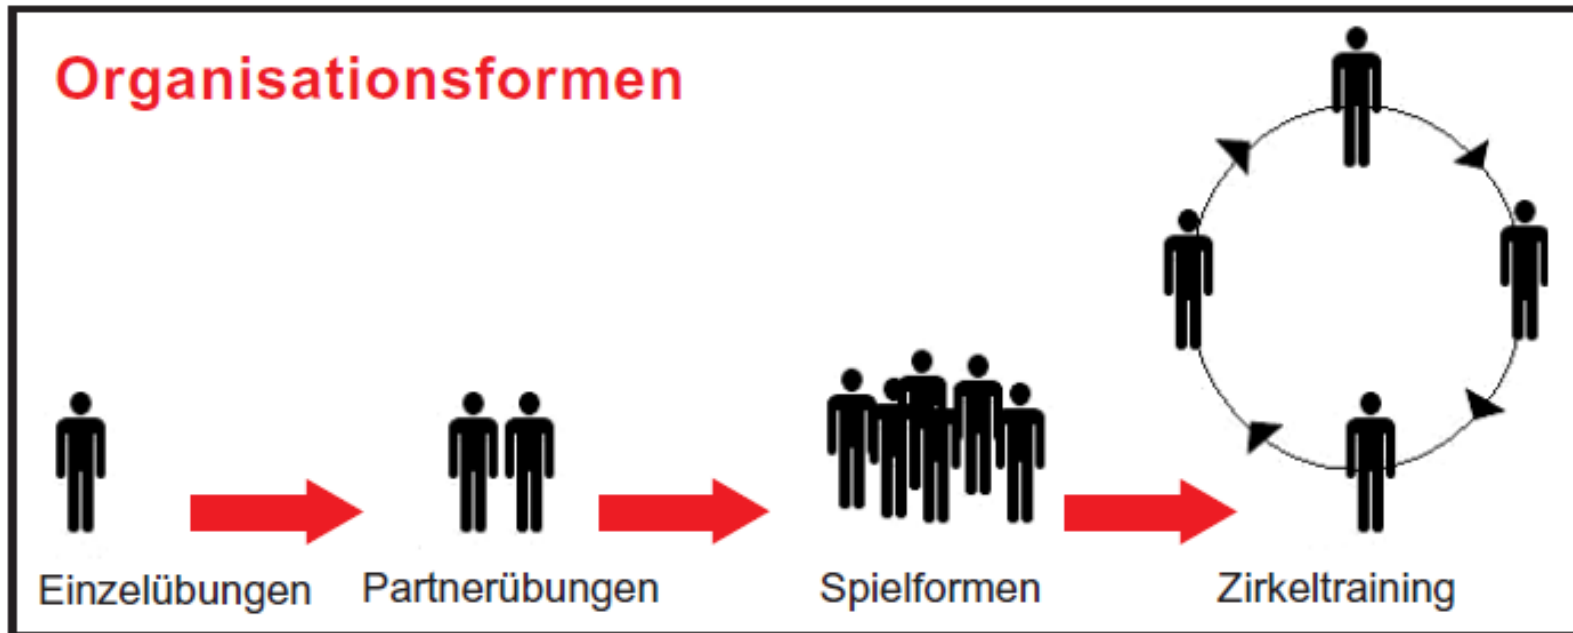 Organisationsformen
Einzelübungen
Partnerübungen
Spielformen
Zirkeltraining